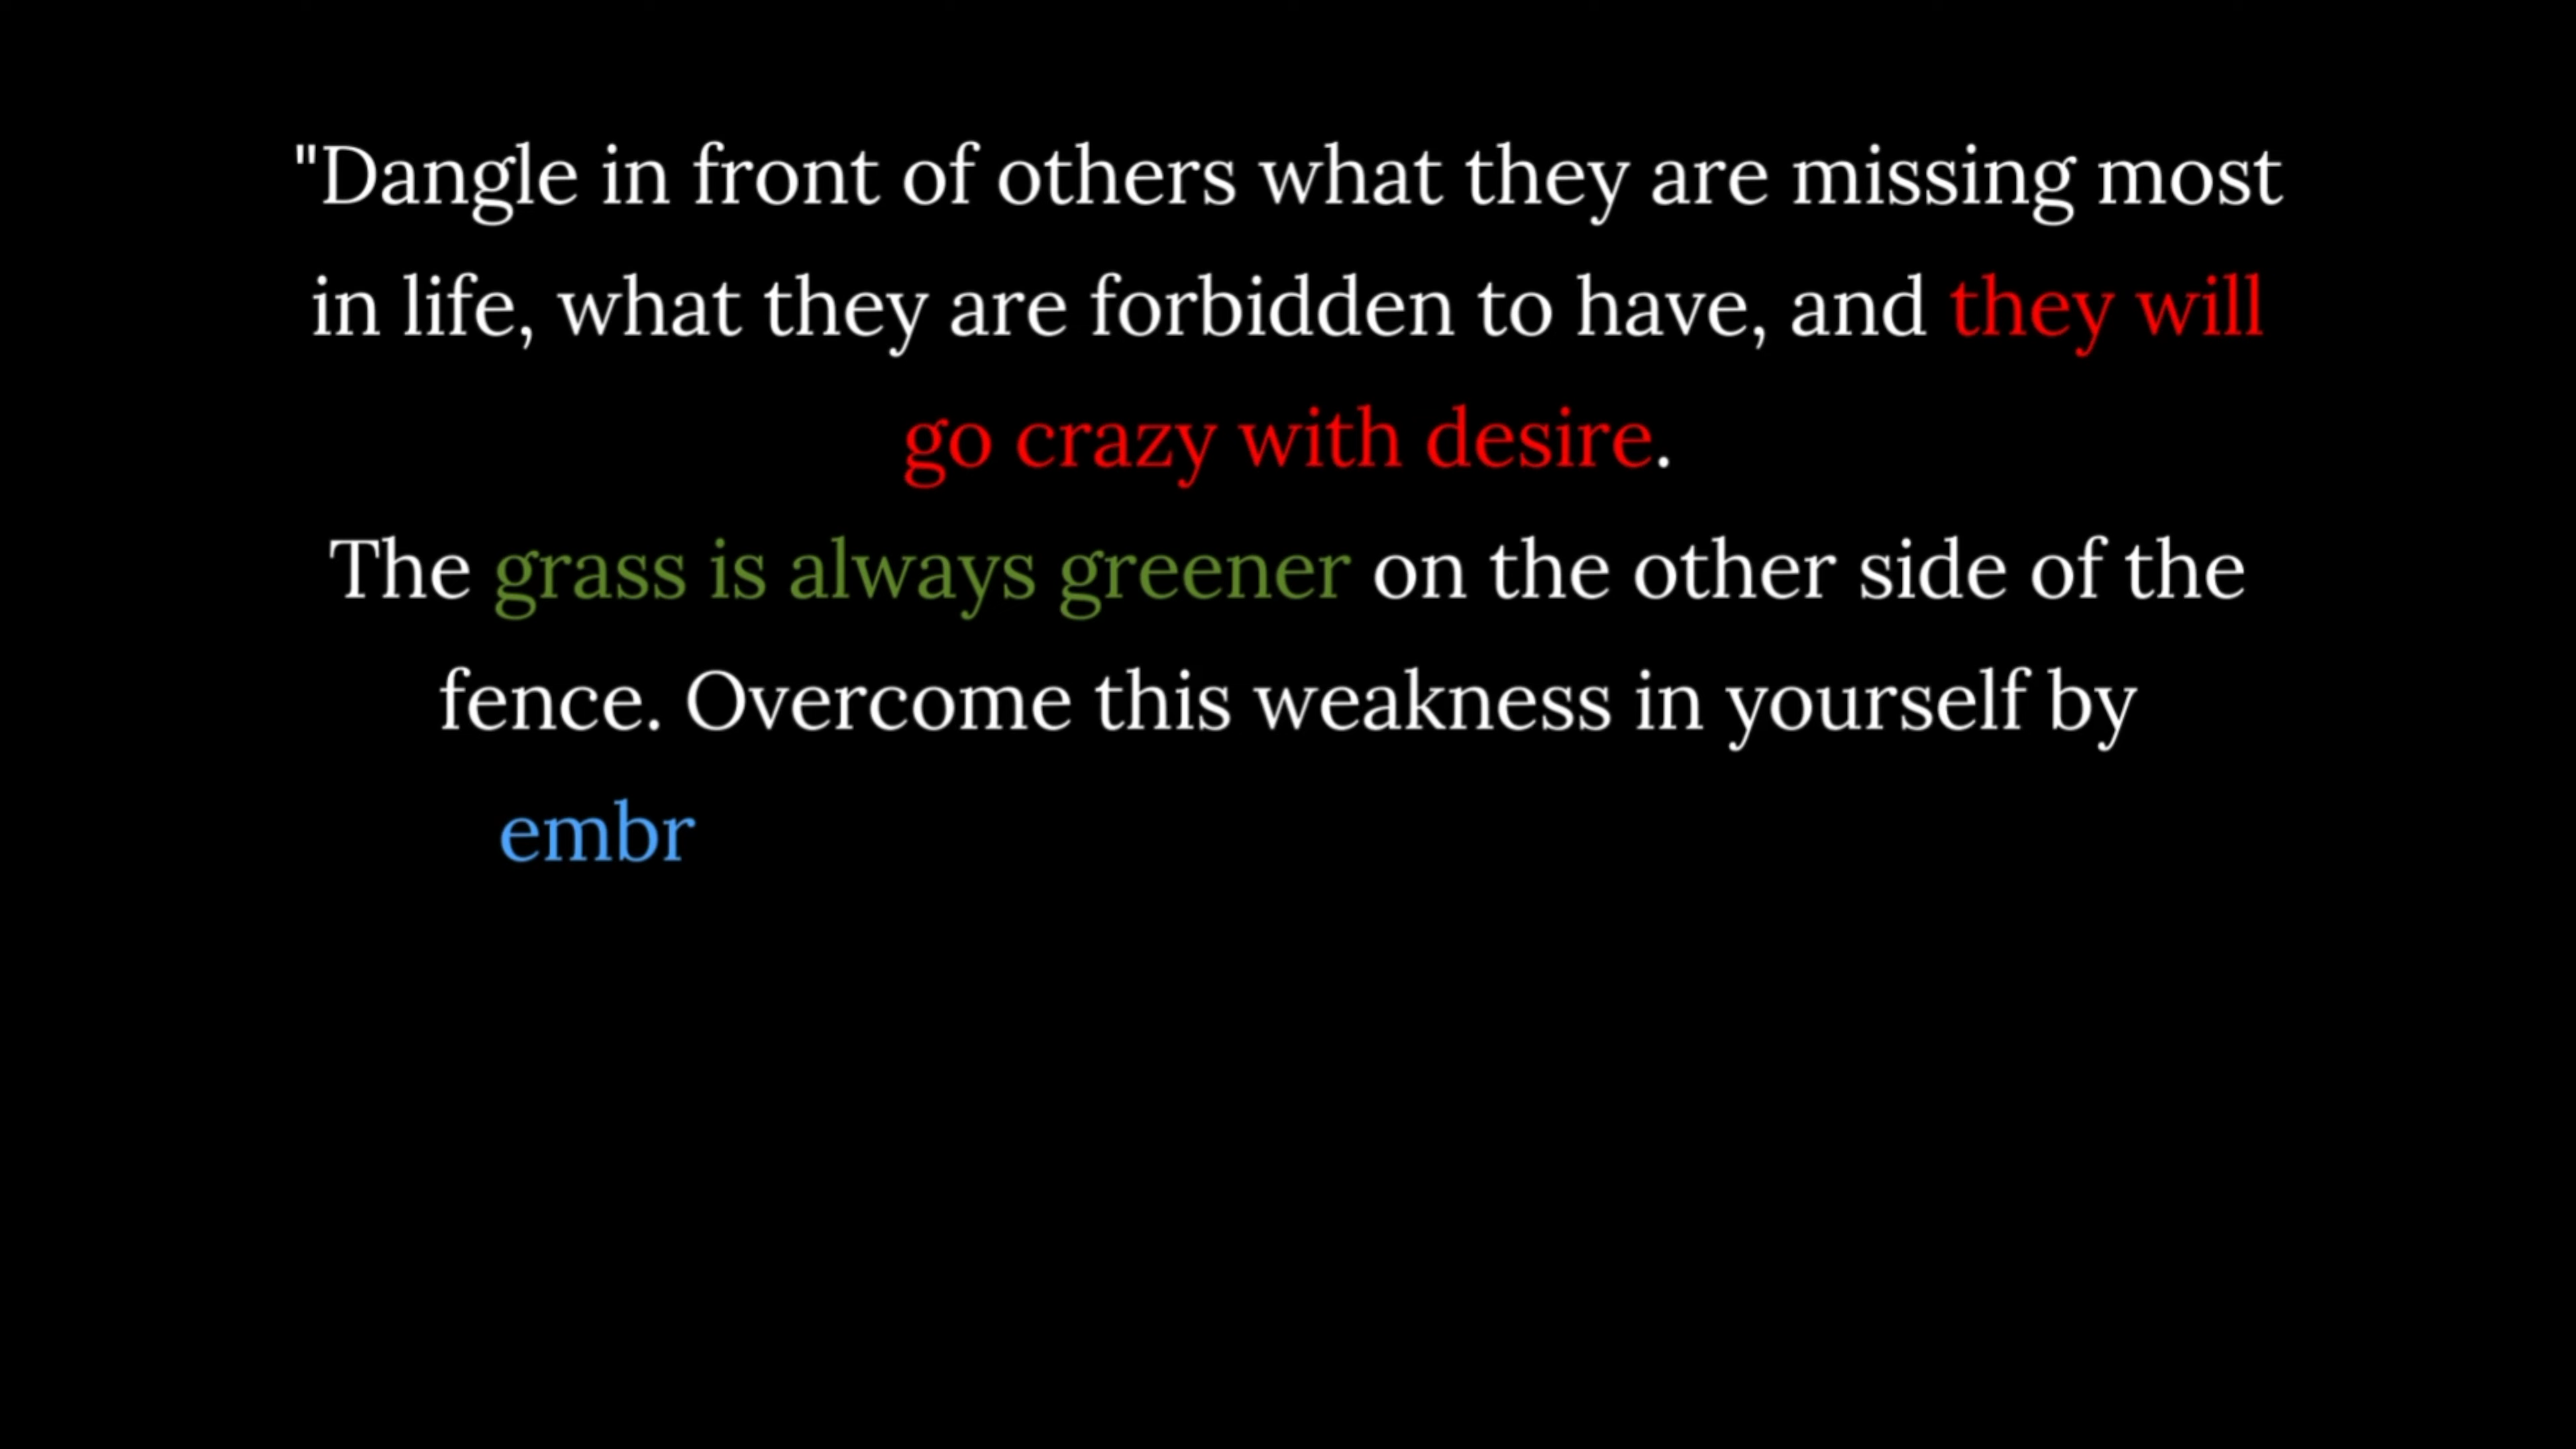 "Dangle in front of others what they are missing most
in life, what they are forbidden to have, and they will
go crazy with desire.
The grass is always greener on the other side of the
fence. Overcome this weakness in yourself by
embr